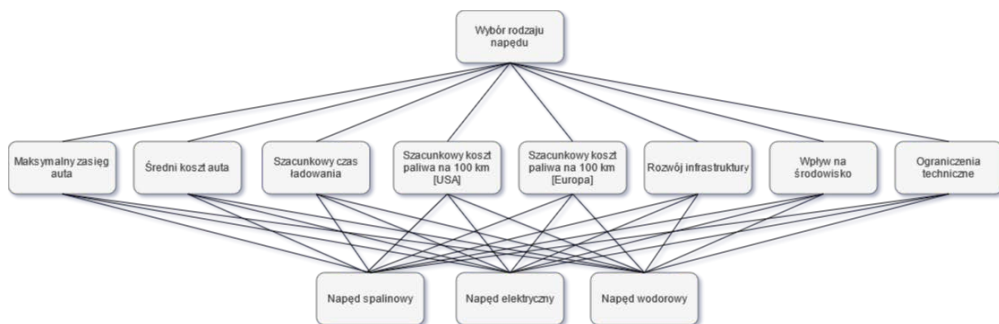 Wybór rodzaju
napędu
Maksymalny zasięg
auta
Średni koszt auta
Szacunkowy czas
ładowania
Szacunkowy koszt
paliwa na 100 km
[USA]
Szacunkowy koszt
paliwa na 100 km
[Europa]
Rozwój infrastruktury
Wpływ na
środowisko
Ograniczenia
techniczne
Napęd spalinowy
Napęd elektryczny
Napęd wodorowy